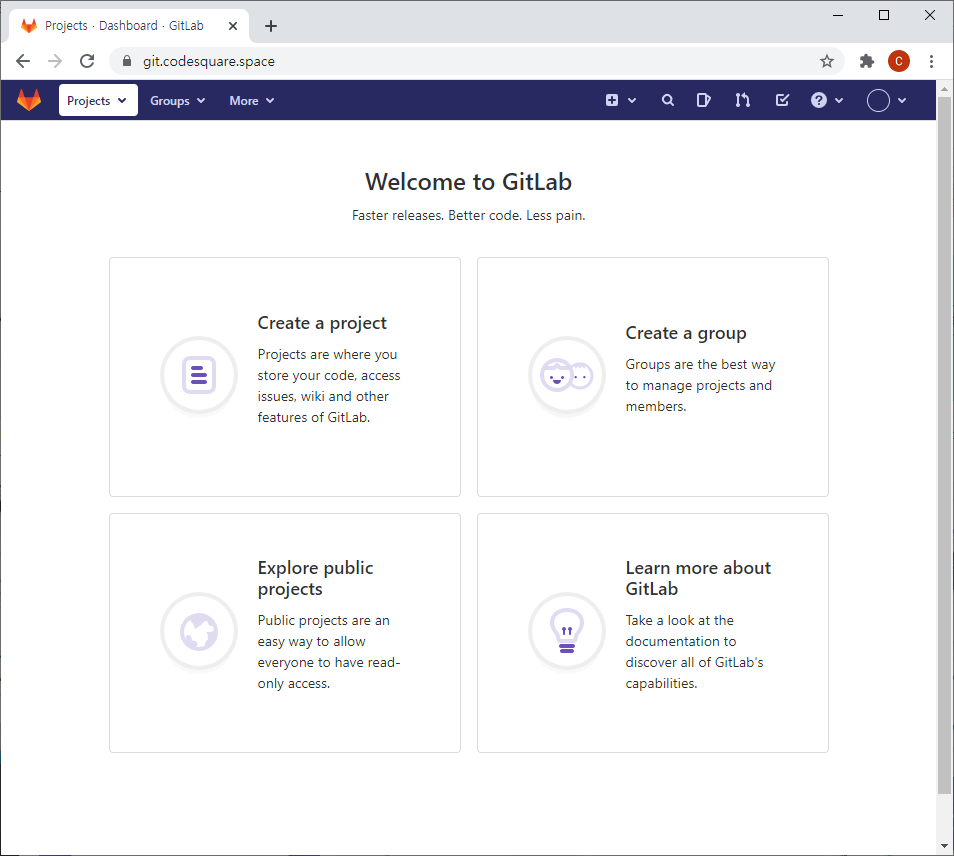 Projects · Dashboard · GitLab
git.codesquare.space
C
Projects Groups More
Welcome to GitLab
Faster releases. Better code. Less pain.
Create a project
Projects are where you
store your code, access
issues, wiki and other
features of GitLab.
Create a group
Groups are the best way
to manage projects and
members.
Explore public
projects
Public projects are an
easy way to allow
everyone to have read-
only access.
Learn more about
GitLab
Take a look at the
documentation to
discover all of GitLab's
capabilities.